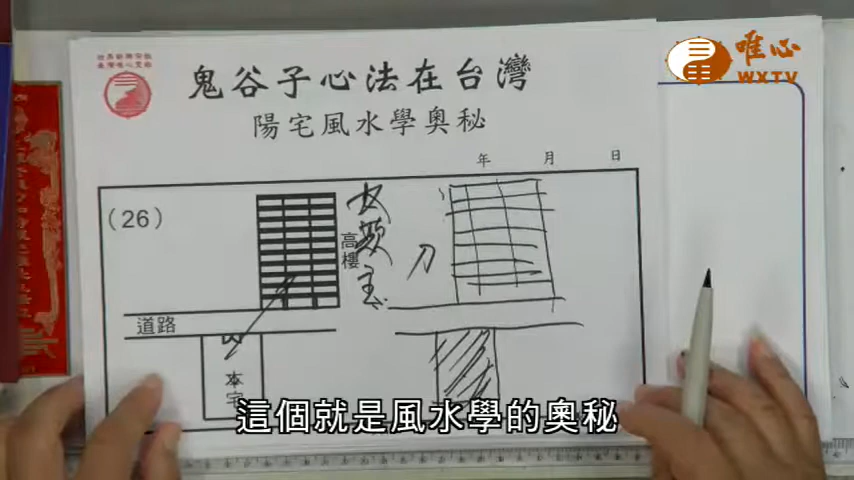 唯心
WXTV
鬼谷子心法在台灣
陽宅風水學奧秘
年 月 日
(26)
高樓
道路
本宅
這個就是風水學的奧秘